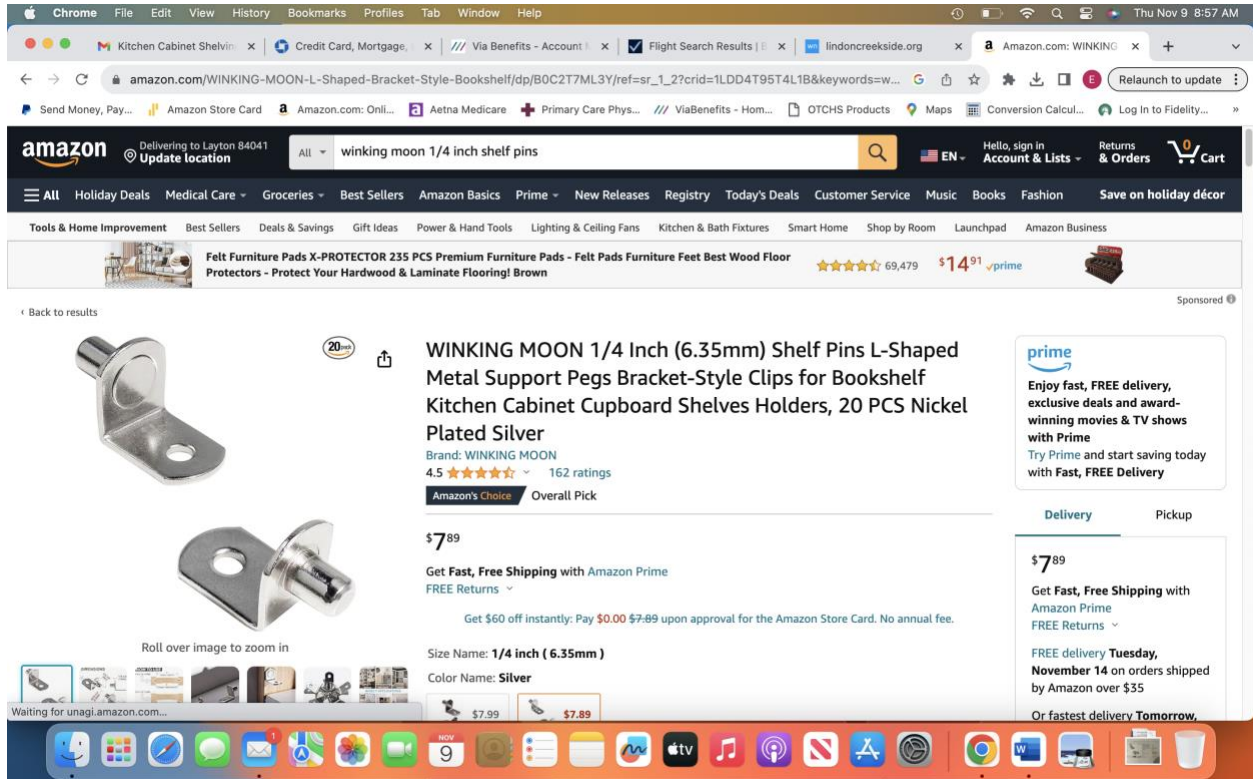 Chrome File Edit View History Bookmarks Profiles Tab Window Help Thu Nov 9 8:57 AM
Kitchen Cabinet Shelvin Credit Card, Mortgage, Via Benefits - Account Flight Search Results | lindoncreekside.org Amazon.com: WINKING
amazon.com/WINKING-MOON-L-Shaped-Bracket-Style-Bookshelf/dp/B0C2T7ML3Y/ref=sr_1_2?crid=1LDD4T95T4L1B&keywords=w... G E Relaunch to update
Send Money, Pay... Amazon Store Card Amazon.com: Onli... Aetna Medicare Primary Care Phys... ViaBenefits - Hom... OTCHS Products Maps Conversion Calcul... Log In to Fidelity... »
amazon Delivering to Layton 84041 Update location All winking moon 1/4 inch shelf pins EN Hello, sign in Account & Lists Returns & Orders 0 Cart
All Holiday Deals Medical Care Groceries Best Sellers Amazon Basics Prime New Releases Registry Today's Deals Customer Service Music Books Fashion Save on holiday décor
Tools & Home Improvement Best Sellers Deals & Savings Gift Ideas Power & Hand Tools Lighting & Ceiling Fans Kitchen & Bath Fixtures Smart Home Shop by Room Launchpad Amazon Business
Felt Furniture Pads X-PROTECTOR 235 PCS Premium Furniture Pads - Felt Pads Furniture Feet Best Wood Floor
Protectors - Protect Your Hardwood & Laminate Flooring! Brown
69,479 $14.91 prime
Sponsored
‹ Back to results
20 pack
WINKING MOON 1/4 Inch (6.35mm) Shelf Pins L-Shaped
Metal Support Pegs Bracket-Style Clips for Bookshelf
Kitchen Cabinet Cupboard Shelves Holders, 20 PCS Nickel
Plated Silver
Brand: WINKING MOON
4.5 162 ratings
Amazon's Choice Overall Pick
$7.89
Get Fast, Free Shipping with Amazon Prime
FREE Returns
Get $60 off instantly: Pay $0.00 $7.89 upon approval for the Amazon Store Card. No annual fee.
Size Name: 1/4 inch ( 6.35mm )
Color Name: Silver
$7.99 $7.89
Roll over image to zoom in
Waiting for unagi.amazon.com...
prime
Enjoy fast, FREE delivery,
exclusive deals and award-
winning movies & TV shows
with Prime
Try Prime and start saving today
with Fast, FREE Delivery
Delivery Pickup
$7.89
Get Fast, Free Shipping with
Amazon Prime
FREE Returns
FREE delivery Tuesday,
November 14 on orders shipped
by Amazon over $35
Or fastest delivery Tomorrow,
1 NOV 9 tv W